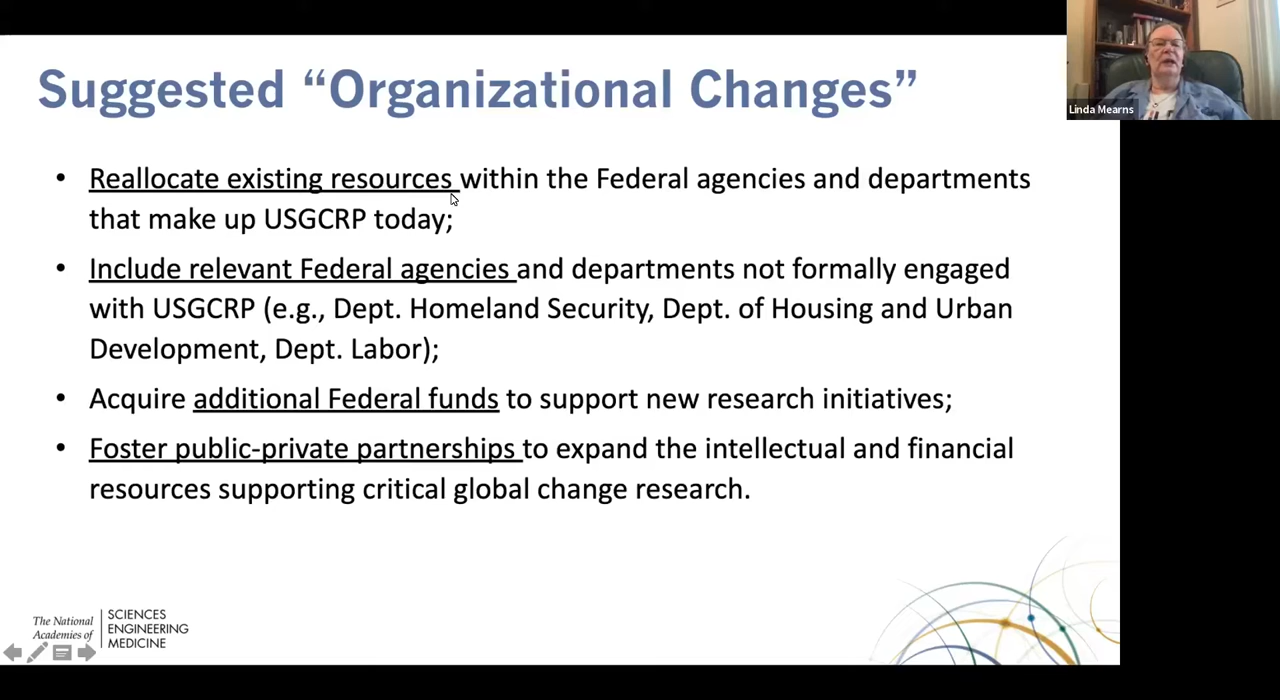 Suggested “Organizational Changes”
Linda Mearns
• Reallocate existing resources within the Federal agencies and departments
that make up USGCRP today;
• Include relevant Federal agencies and departments not formally engaged
with USGCRP (e.g., Dept. Homeland Security, Dept. of Housing and Urban
Development, Dept. Labor);
• Acquire additional Federal funds to support new research initiatives;
• Foster public-private partnerships to expand the intellectual and financial
resources supporting critical global change research.
The National
Academies of
SCIENCES
ENGINEERING
MEDICINE